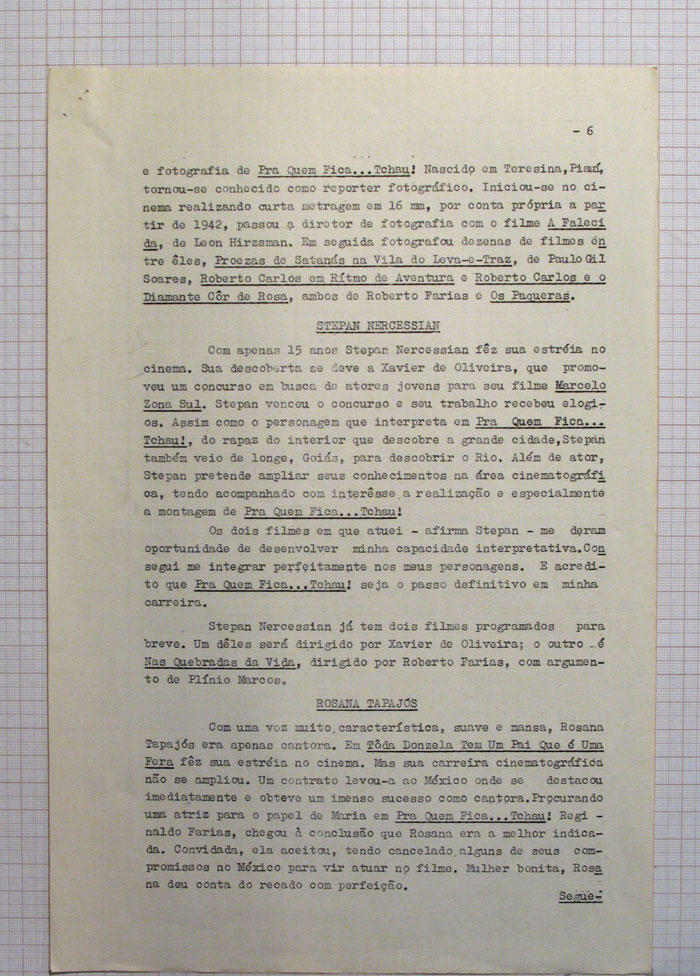 - 6
e fotografia de Pra Quem Fica...Tchau! Nascido em Teresina,Piauí,
tornou-se conhecido como reporter fotográfico. Iniciou-se no ci-
nema realizando curta metragem em 16 mm, por conta própria a par
tir de 1942, passou a diretor de fotografia com o filme A Faleci
da, de Leon Hirzsman. Em seguida fotografou dezenas de filmes én
tre êles, Proezas de Satanás na Vila do Leva-e-Traz, de Paulo Gil
Soares, Roberto Carlos em Rítmo de Aventura e Roberto Carlos e o
Diamante Côr de Rosa, ambos de Roberto Farias e Os Paqueras.
STEPAN NERCESSIAN
Com apenas 15 anos Stepan Nercessian fêz sua estréia no
cinema. Sua descoberta se deve a Xavier de Oliveira, que promo-
veu um concurso em busca de atores jovens para seu filme Marcelo
Zona Sul. Stepan venceu o concurso e seu trabalho recebeu elogi-
os. Assim como o personagem que interpreta em Pra Quem Fica...
Tchau!, do rapaz do interior que descobre a grande cidade,Stepan
também veio de longe, Goiás, para descobrir o Rio. Além de ator,
Stepan pretende ampliar seus conhecimentos na área cinematográfi
ca, tendo acompanhado com interêsse a realização e especialmente
a montagem de Pra Quem Fica...Tchau!
Os dois filmes em que atuei - afirma Stepan - me deram
oportunidade de desenvolver minha capacidade interpretativa.Con
segui me integrar perfeitamente nos meus personagens. E acredi-
to que Pra Quem Fica...Tchau! seja o passo definitivo em minha
carreira.
Stepan Nercessian já tem dois filmes programados para
breve. Um dêles será dirigido por Xavier de Oliveira; o outro é
Nas Quebradas da Vida, dirigido por Roberto Farias, com argumen-
to de Plínio Marcos.
ROSANA TAPAJÓS
Com uma voz muito característica, suave e mansa, Rosana
Tapajós era apenas cantora. Em Tôda Donzela Tem Um Pai Que é Uma
Fera fêz sua estréia no cinema. Mas sua carreira cinematográfica
não se ampliou. Um contrato levou-a ao México onde se destacou
imediatamente e obteve um imenso sucesso como cantora.Procurando
uma atriz para o papel de Maria em Pra Quem Fica...Tchau! Regi -
naldo Farias, chegou à conclusão que Rosana era a melhor indica-
da. Convidada, ela aceitou, tendo cancelado alguns de seus com-
promissos no México para vir atuar no filme. Mulher bonita, Rosa
na deu conta do recado com perfeição.
Segue-